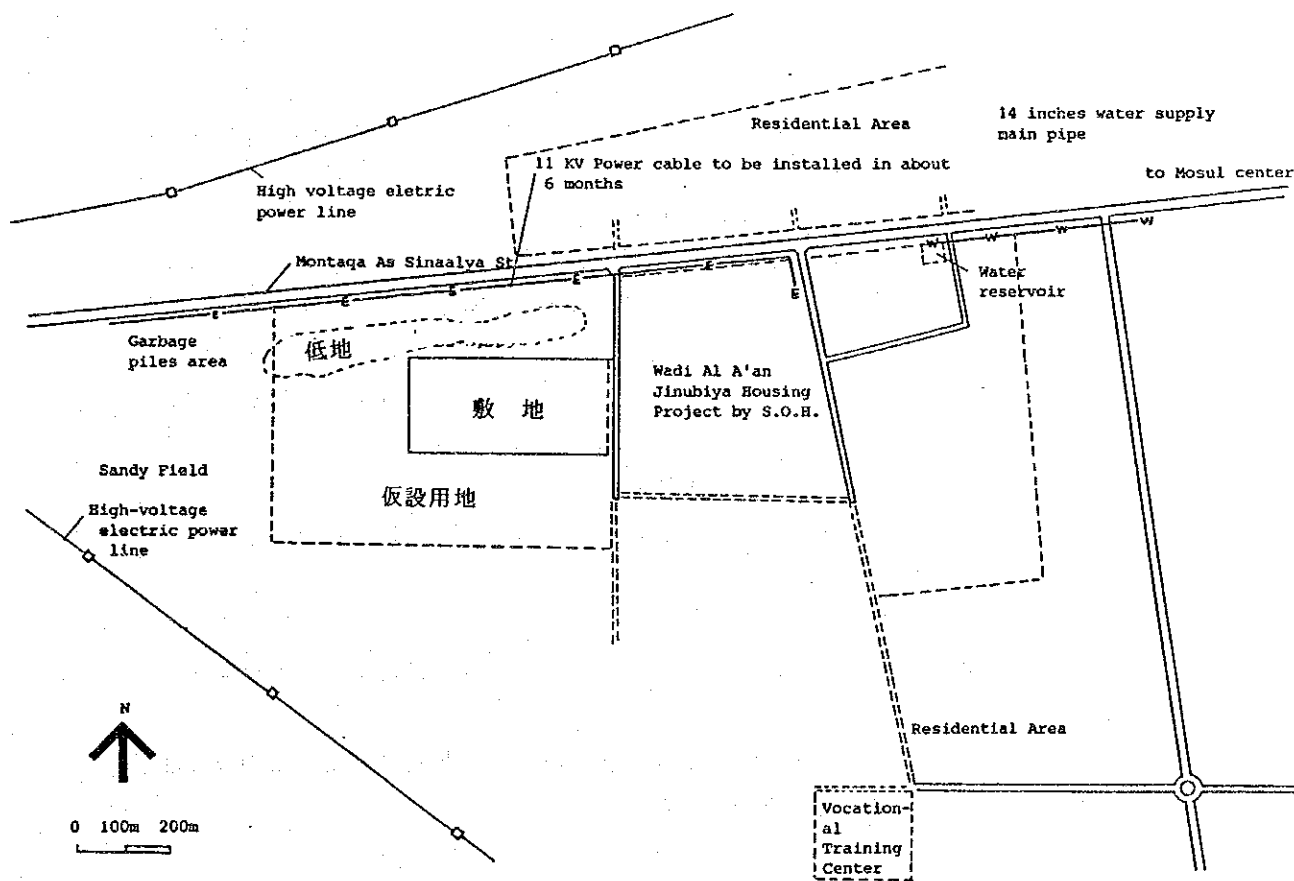 Residential Area
14 inches water supply
main pipe
11 KV Power cable to be installed in about
6 months
to Mosul center
High voltage eletric
power line
Montaqa As Sinaalya St
W
W
W
W
E
E
E
E
E
E
Water
reservoir
Garbage
piles area
低地
敷 地
Wadi Al A'an
Jinubiya Housing
Project by S.O.H.
Sandy Field
仮設用地
High-voltage
electric power
line
N
Residential Area
0 100m 200m
Vocation-
al
Training
Center